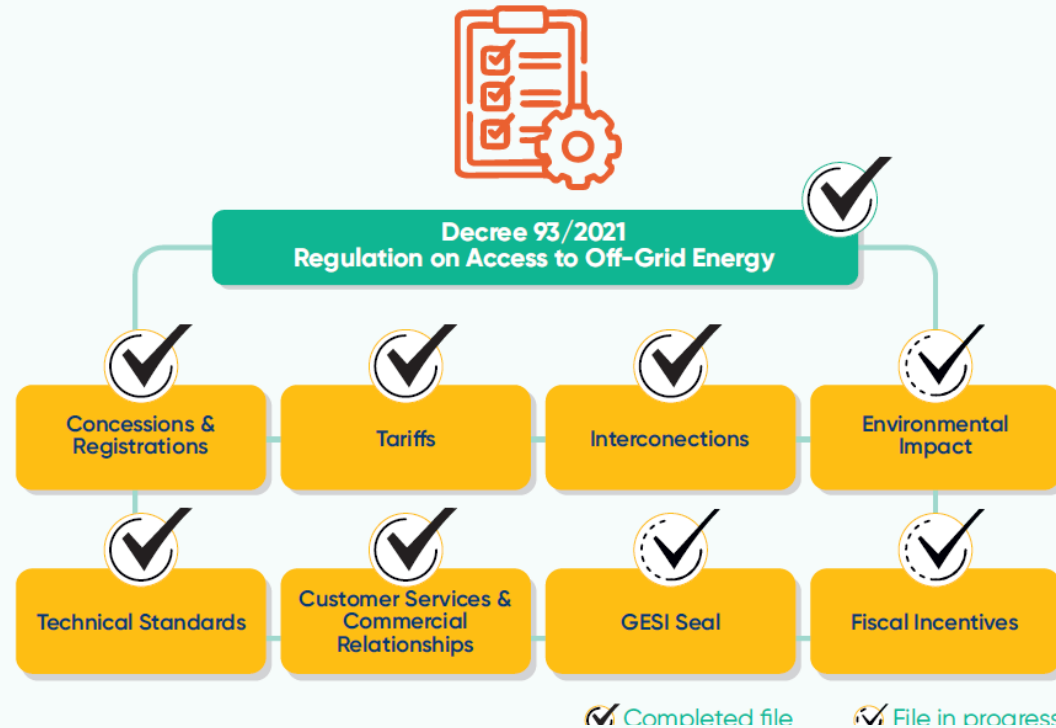 Decree 93/2021
Regulation on Access to Off-Grid Energy
Concessions &
Registrations
Tariffs
Interconections
Environmental
Impact
Technical Standards
Customer Services &
Commercial
Relationships
GESI Seal
Fiscal Incentives
Completed file
File in progress